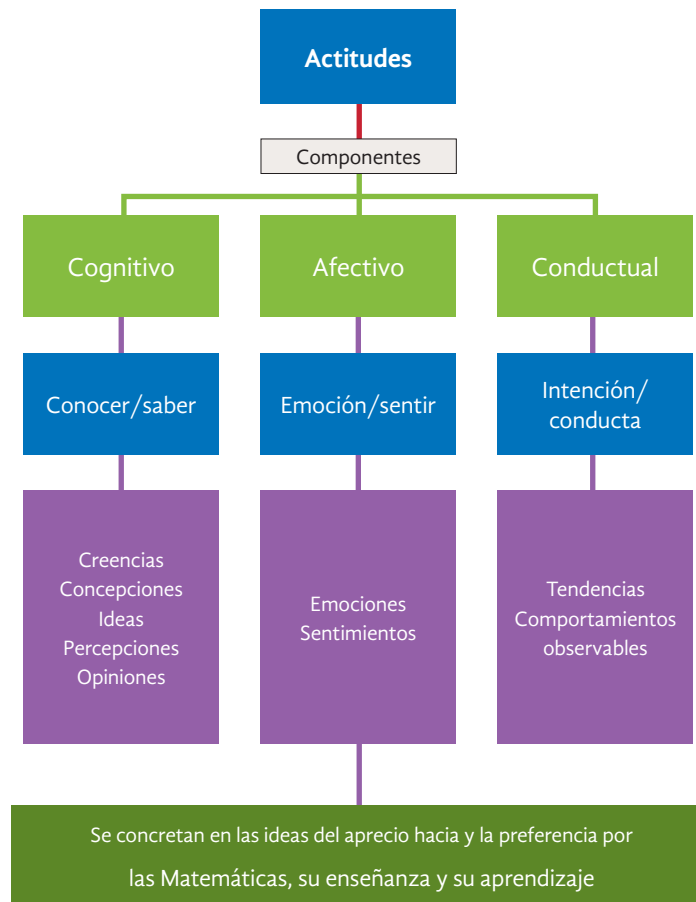 Actitudes
Componentes
Cognitivo
Afectivo
Conductual
Conocer/saber
Emoción/sentir
Intención/
conducta
Creencias
Concepciones
Ideas
Percepciones
Opiniones
Emociones
Sentimientos
Tendencias
Comportamientos
observables
Se concretan en las ideas del aprecio hacia y la preferencia por
las Matemáticas, su enseñanza y su aprendizaje